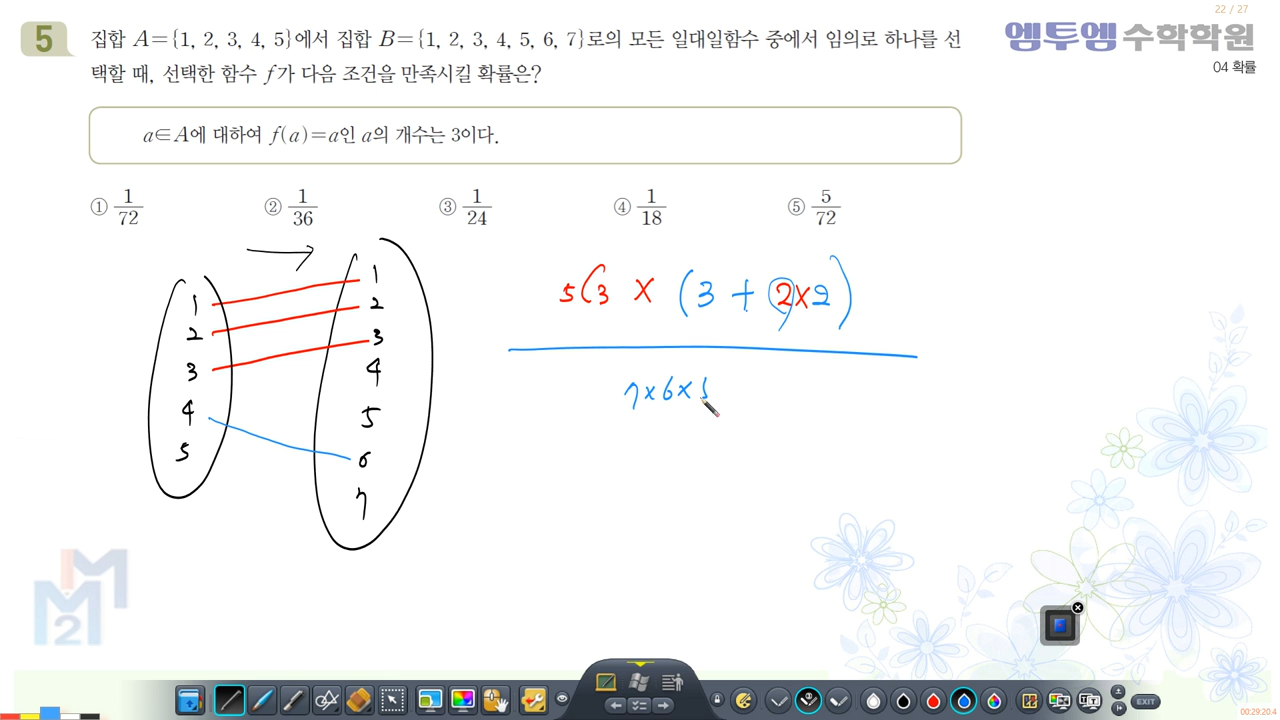 22 / 27
엠투엠수학학원
04 확률
5 집합 A={1, 2, 3, 4, 5}에서 집합 B={1, 2, 3, 4, 5, 6, 7}로의 모든 일대일함수 중에서 임의로 하나를 선
택할 때, 선택한 함수 f가 다음 조건을 만족시킬 확률은?
a∈A에 대하여 f(a)=a인 a의 개수는 3이다.
① 1/72 ② 1/36 ③ 1/24 ④ 1/18 ⑤ 5/72
1
2
3
4
5
1
2
3
4
5
6
7
5C3 × (3 + 2×2)
7×6×5
M
M
2
EXIT
00:29:20.4